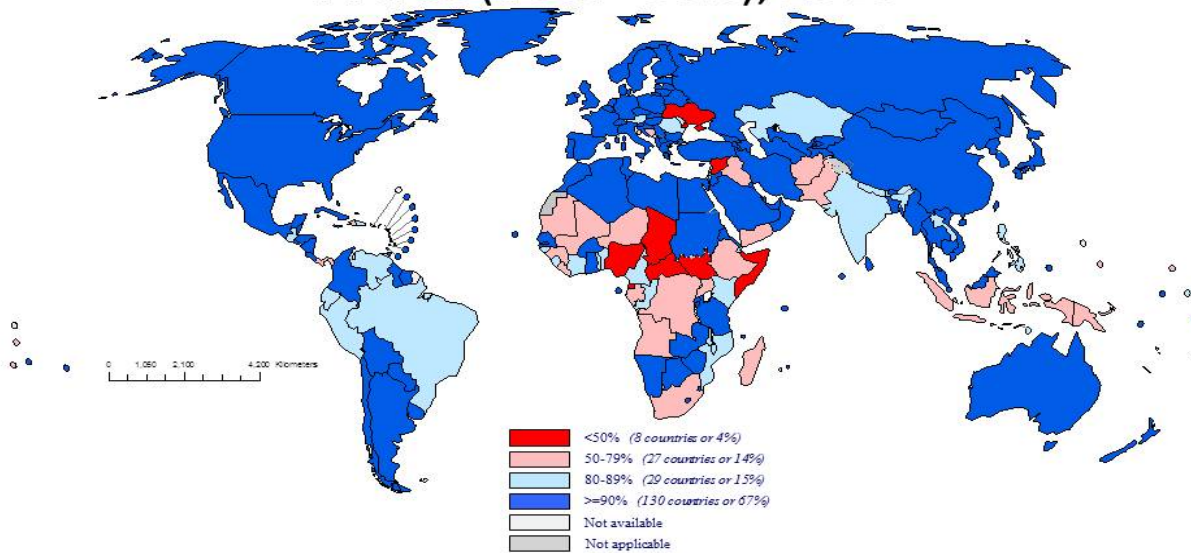 0 1,050 2,100 4,200 Kilometers
<50% (8 countries or 4%)
50-79% (27 countries or 14%)
80-89% (29 countries or 15%)
>=90% (130 countries or 67%)
Not available
Not applicable